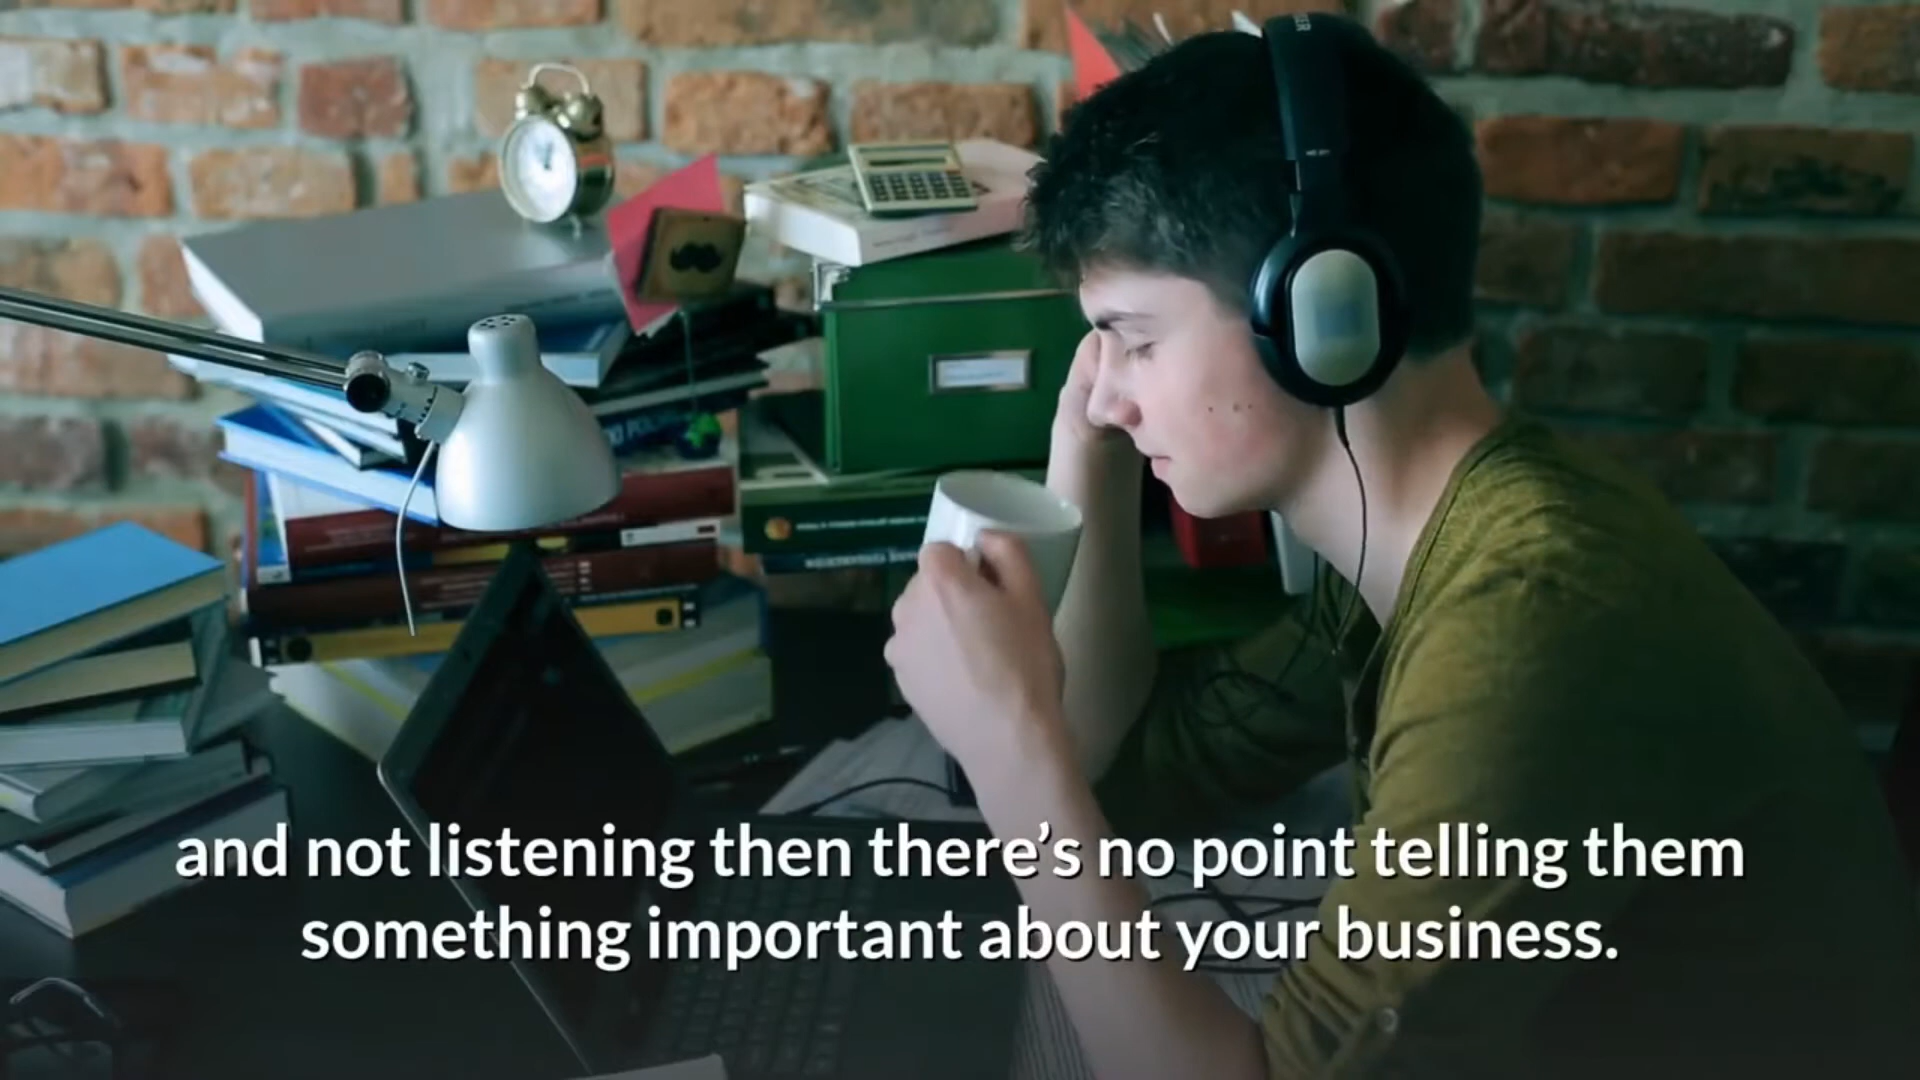 and not listening then there’s no point telling them
something important about your business.